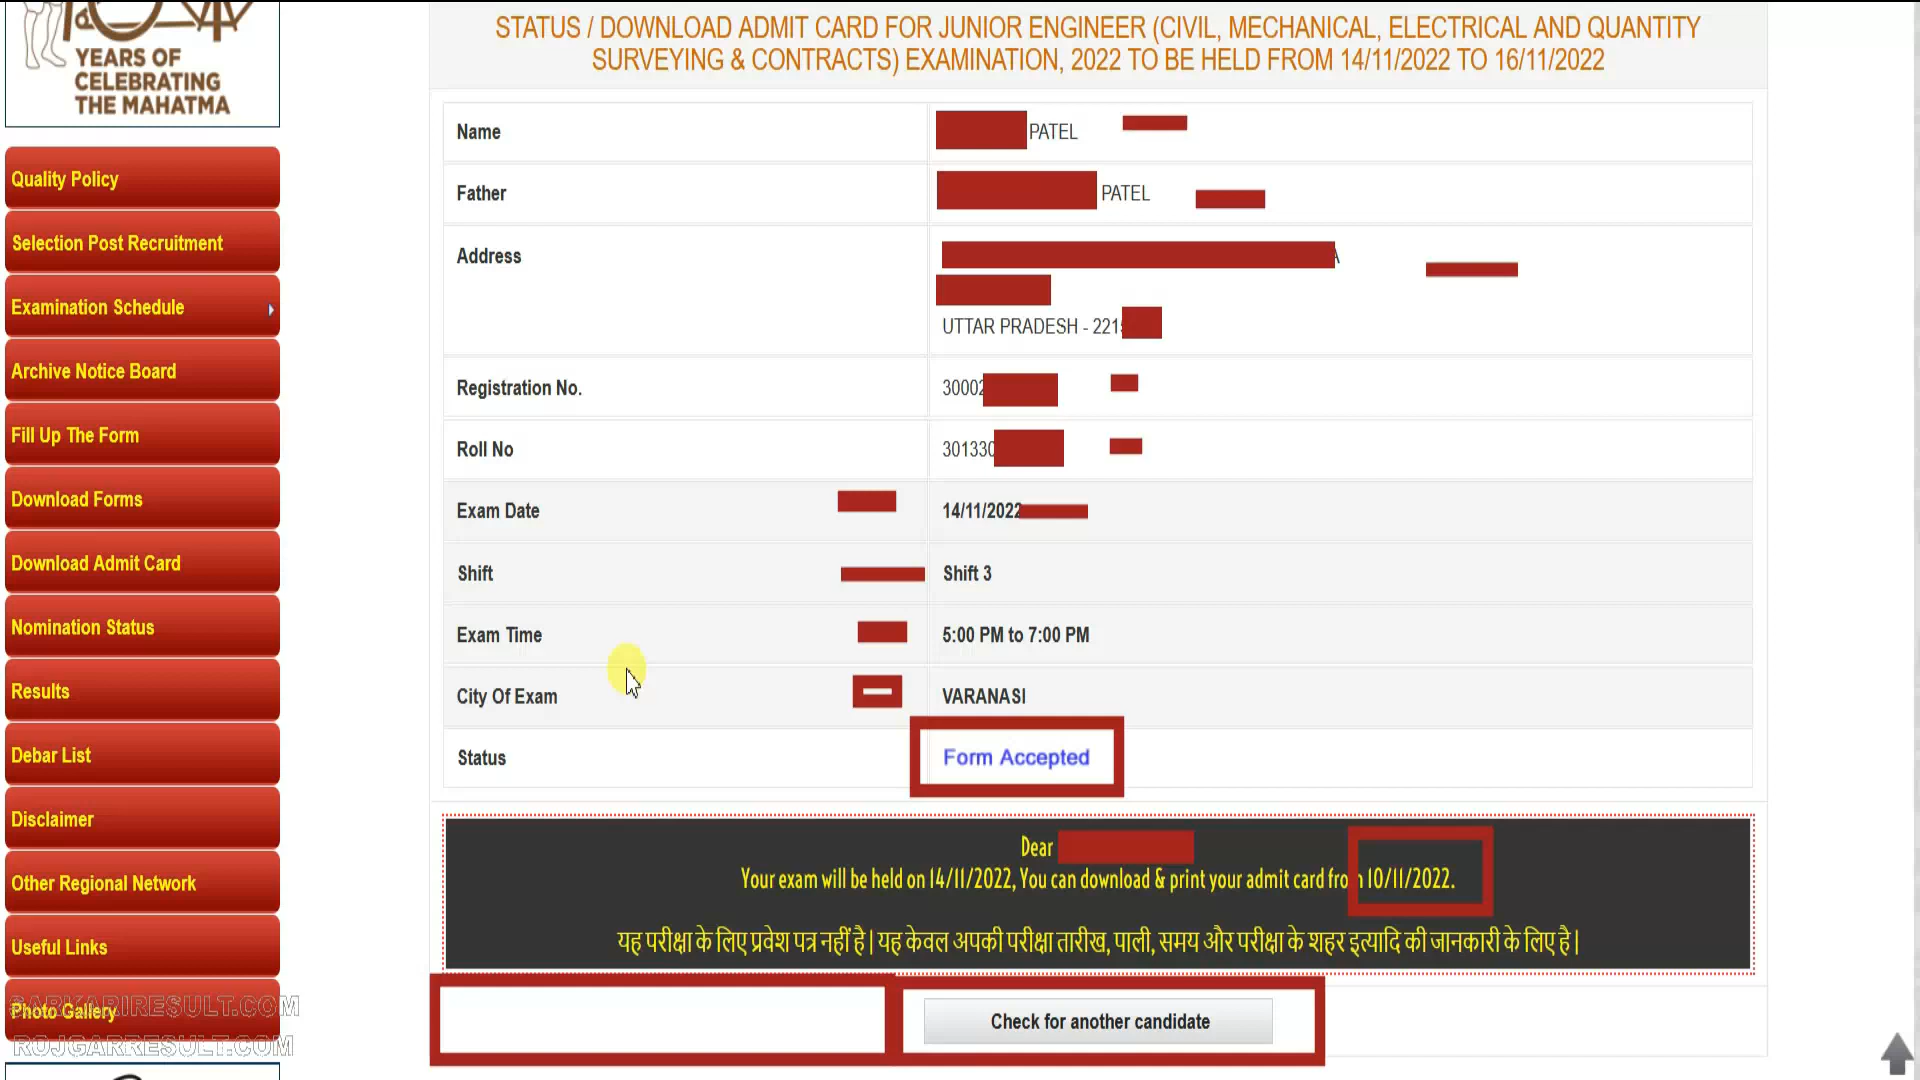 YEARS OF
CELEBRATING
THE MAHATMA
Quality Policy
Selection Post Recruitment
Examination Schedule
Archive Notice Board
Fill Up The Form
Download Forms
Download Admit Card
Nomination Status
Results
Debar List
Disclaimer
Other Regional Network
Useful Links
Photo Gallery
SARKARIRESULT.COM
ROJGARRESULT.COM
STATUS / DOWNLOAD ADMIT CARD FOR JUNIOR ENGINEER (CIVIL, MECHANICAL, ELECTRICAL AND QUANTITY
SURVEYING & CONTRACTS) EXAMINATION, 2022 TO BE HELD FROM 14/11/2022 TO 16/11/2022
Name PATEL
Father PATEL
Address
UTTAR PRADESH - 221
Registration No. 30002
Roll No 301330
Exam Date 14/11/2022
Shift Shift 3
Exam Time 5:00 PM to 7:00 PM
City Of Exam VARANASI
Status Form Accepted
Dear
Your exam will be held on 14/11/2022, You can download & print your admit card from 10/11/2022.
यह परीक्षा के लिए प्रवेश पत्र नहीं है | यह केवल अपकी परीक्षा तारीख, पाली, समय और परीक्षा के शहर इत्यादि की जानकारी के लिए है |
Check for another candidate